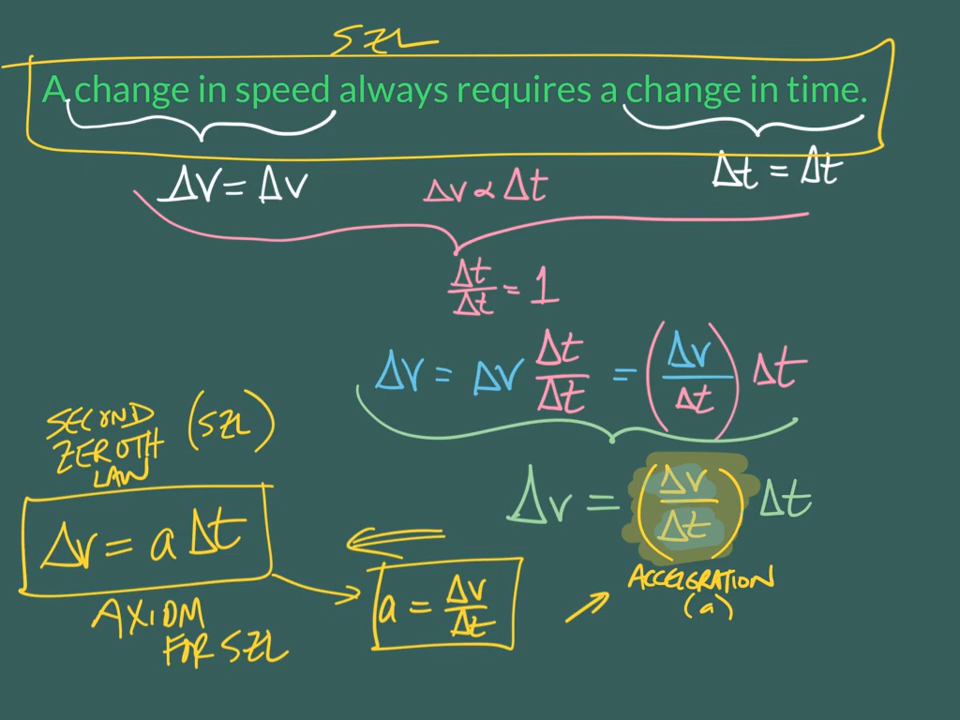 SZL
A change in speed always requires a change in time.
Δv = Δv
Δv ∝ Δt
Δt = Δt
Δt/Δt = 1
Δv = Δv Δt/Δt = (Δv/Δt) Δt
SECOND ZEROTH LAW (SZL)
Δv = (Δv/Δt) Δt
Δv = a Δt
ACCELERATION
(a)
a = Δv/Δt
AXIOM
FOR SZL